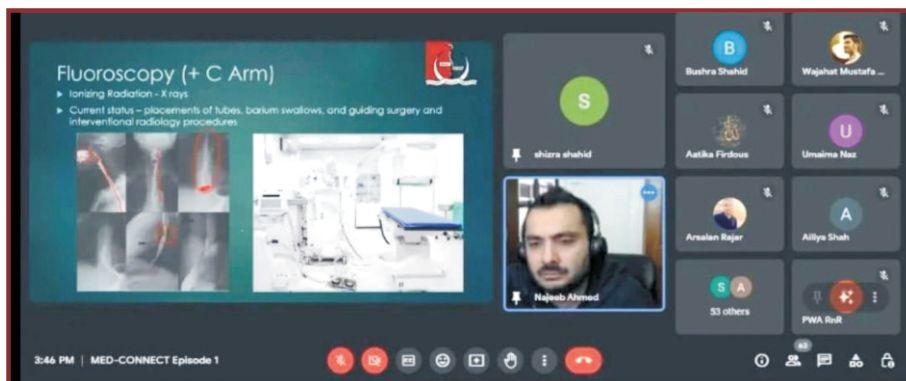 Fluoroscopy (+ C Arm)
Ionizing Radiation - X rays
Current status – placements of tubes, barium swallows, and guiding surgery and
interventional radiology procedures
S
shizra shahid
Najeeb Ahmed
B
Bushra Shahid
Wajahat Mustafa ...
Aatika Firdous
U
Umaima Naz
Arsalan Rajar
A
Ailiya Shah
S A
53 others
PWA RnR
3:46 PM | MED-CONNECT Episode 1
63